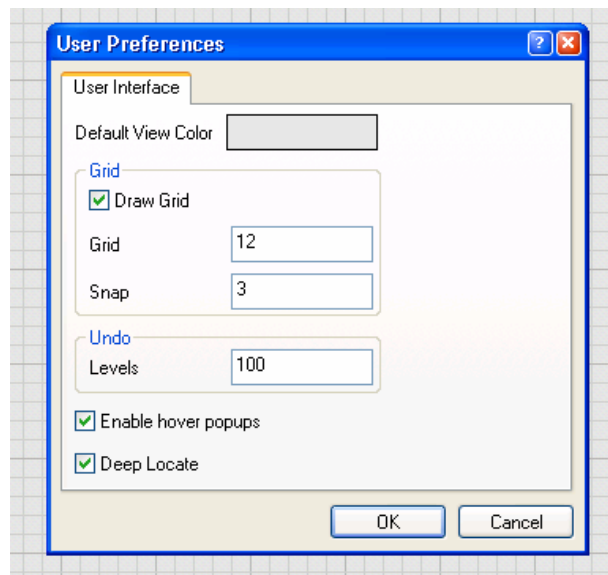 User Preferences
User Interface
Default View Color
Grid
Draw Grid
Grid 12
Snap 3
Undo
Levels 100
Enable hover popups
Deep Locate
OK Cancel